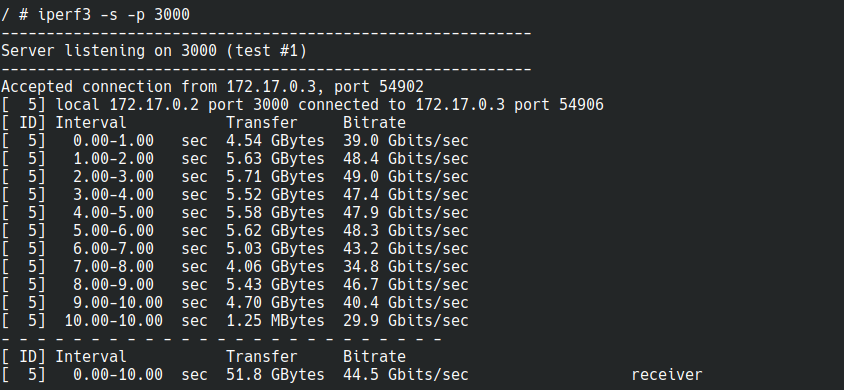 / # iperf3 -s -p 3000
-----------------------------------------------------------
Server listening on 3000 (test #1)
-----------------------------------------------------------
Accepted connection from 172.17.0.3, port 54902
[  5] local 172.17.0.2 port 3000 connected to 172.17.0.3 port 54906
[ ID] Interval           Transfer     Bitrate
[  5]   0.00-1.00   sec  4.54 GBytes  39.0 Gbits/sec
[  5]   1.00-2.00   sec  5.63 GBytes  48.4 Gbits/sec
[  5]   2.00-3.00   sec  5.71 GBytes  49.0 Gbits/sec
[  5]   3.00-4.00   sec  5.52 GBytes  47.4 Gbits/sec
[  5]   4.00-5.00   sec  5.58 GBytes  47.9 Gbits/sec
[  5]   5.00-6.00   sec  5.62 GBytes  48.3 Gbits/sec
[  5]   6.00-7.00   sec  5.03 GBytes  43.2 Gbits/sec
[  5]   7.00-8.00   sec  4.06 GBytes  34.8 Gbits/sec
[  5]   8.00-9.00   sec  5.43 GBytes  46.7 Gbits/sec
[  5]   9.00-10.00  sec  4.70 GBytes  40.4 Gbits/sec
[  5]  10.00-10.00  sec  1.25 MBytes  29.9 Gbits/sec
- - - - - - - - - - - - - - - - - - - - - - - - -
[ ID] Interval           Transfer     Bitrate
[  5]   0.00-10.00  sec  51.8 GBytes  44.5 Gbits/sec                  receiver